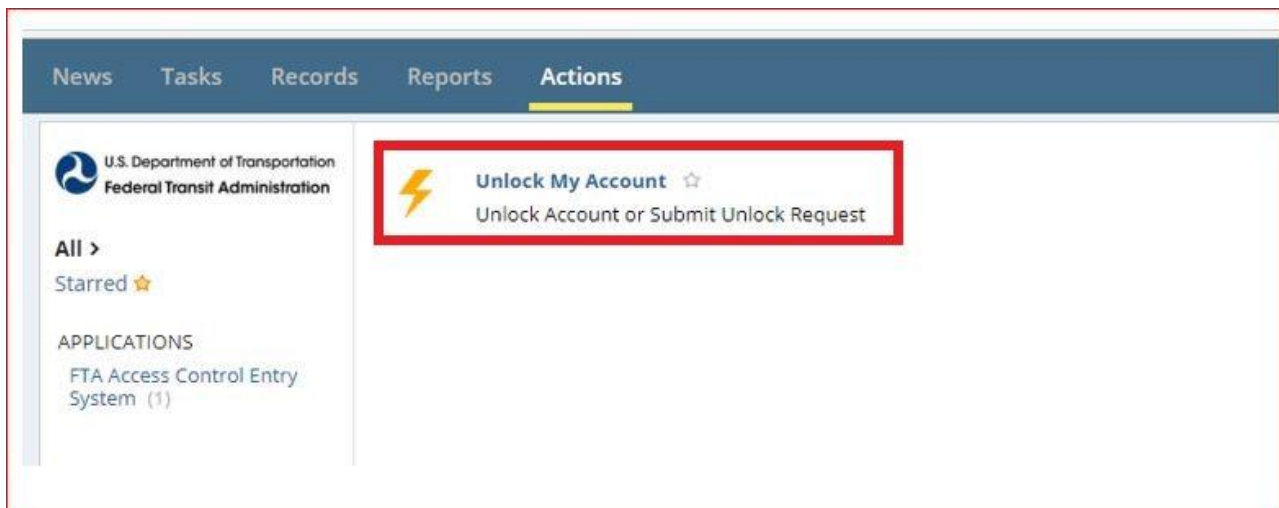 News Tasks Records Reports Actions
U.S. Department of Transportation
Federal Transit Administration
All >
Starred
APPLICATIONS
FTA Access Control Entry
System (1)
Unlock My Account
Unlock Account or Submit Unlock Request